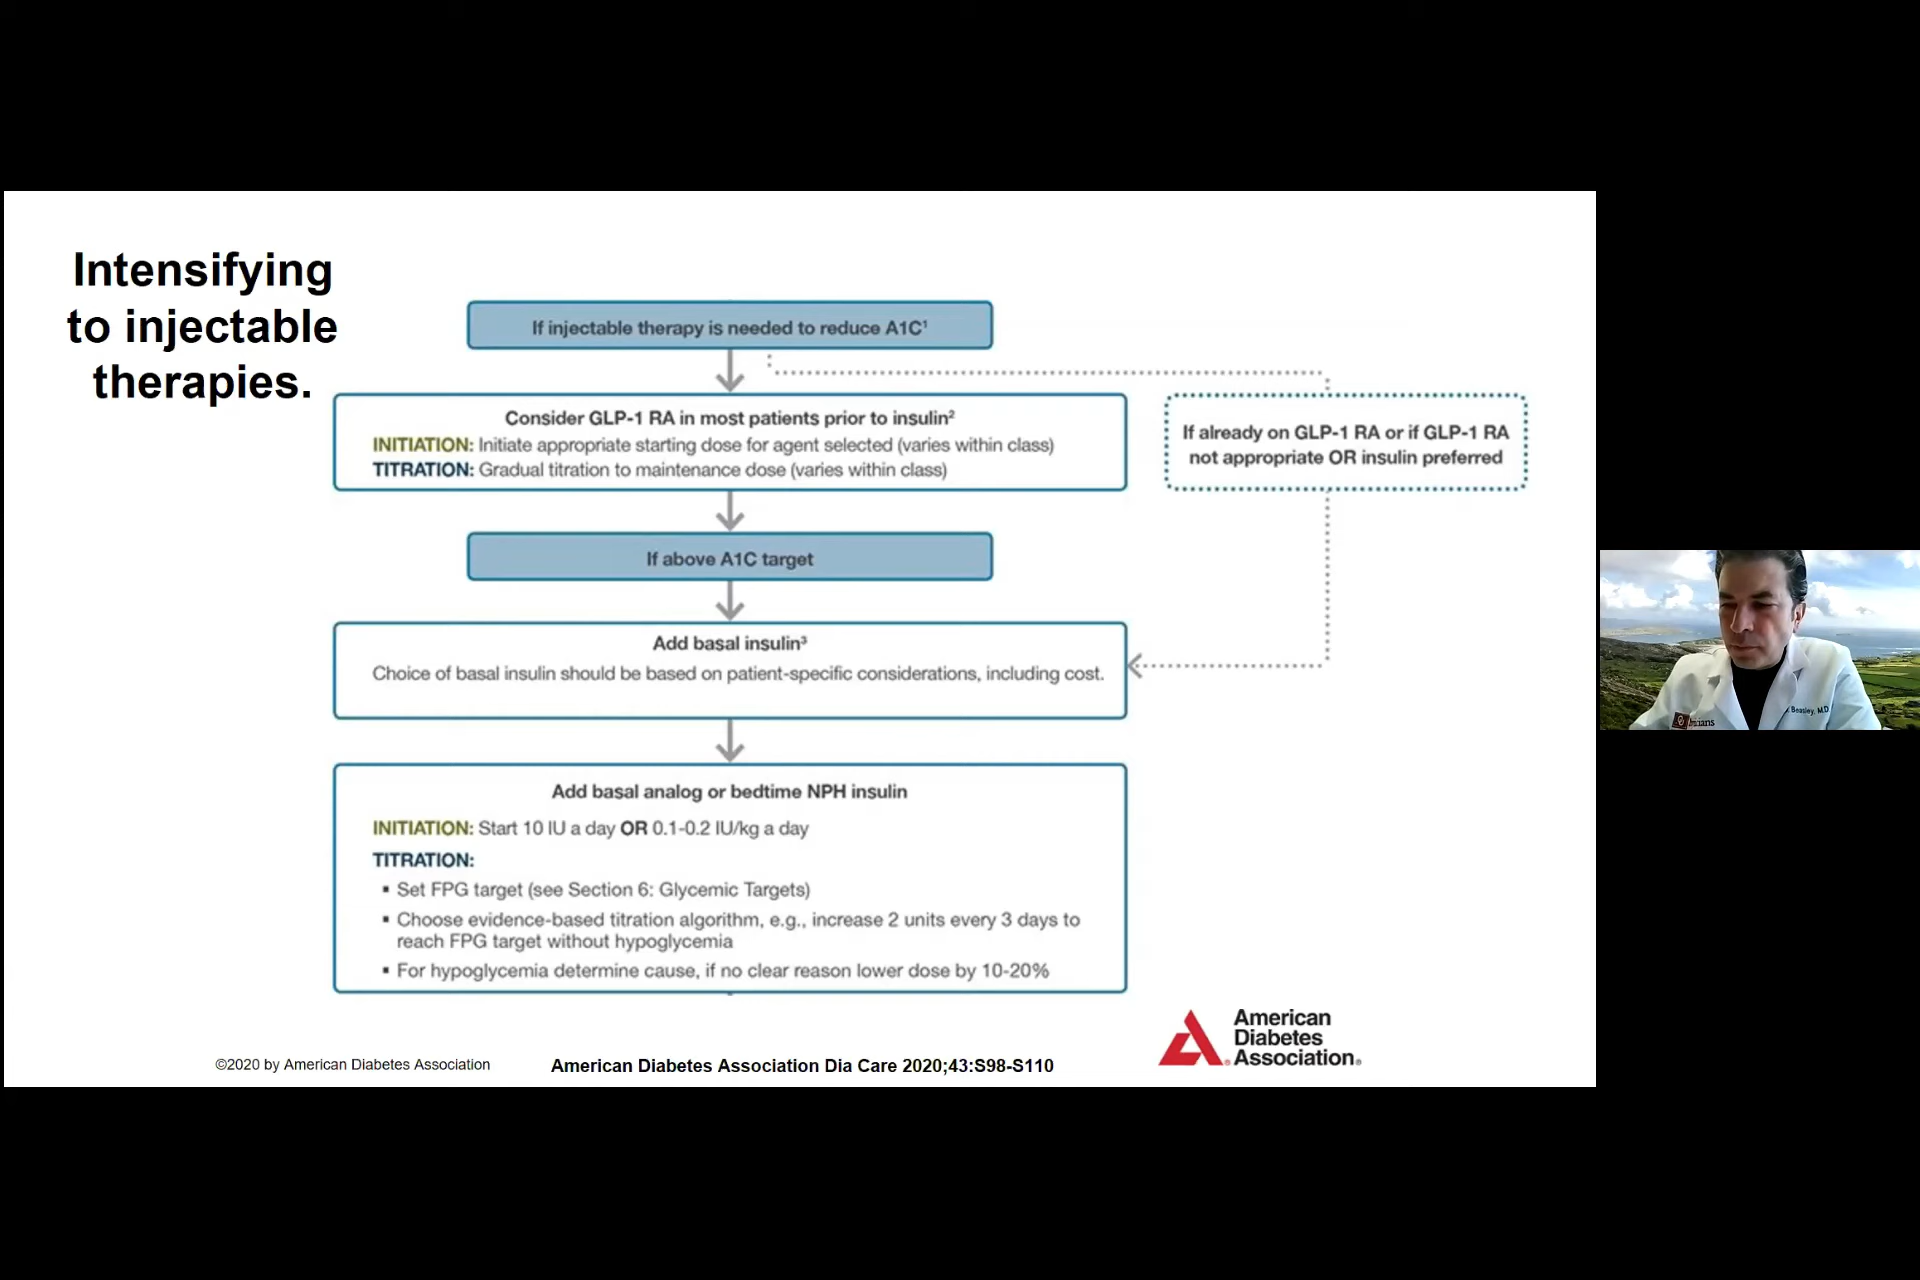 Intensifying
to injectable
therapies.
If injectable therapy is needed to reduce A1C¹
Consider GLP-1 RA in most patients prior to insulin²
INITIATION: Initiate appropriate starting dose for agent selected (varies within class)
TITRATION: Gradual titration to maintenance dose (varies within class)
If already on GLP-1 RA or if GLP-1 RA
not appropriate OR insulin preferred
If above A1C target
Add basal insulin³
Choice of basal insulin should be based on patient-specific considerations, including cost.
Add basal analog or bedtime NPH insulin
INITIATION: Start 10 IU a day OR 0.1-0.2 IU/kg a day
TITRATION:
▪ Set FPG target (see Section 6: Glycemic Targets)
▪ Choose evidence-based titration algorithm, e.g., increase 2 units every 3 days to
reach FPG target without hypoglycemia
▪ For hypoglycemia determine cause, if no clear reason lower dose by 10-20%
©2020 by American Diabetes Association
American Diabetes Association Dia Care 2020;43:S98-S110
American
Diabetes
Association®
Beasley, M.D.